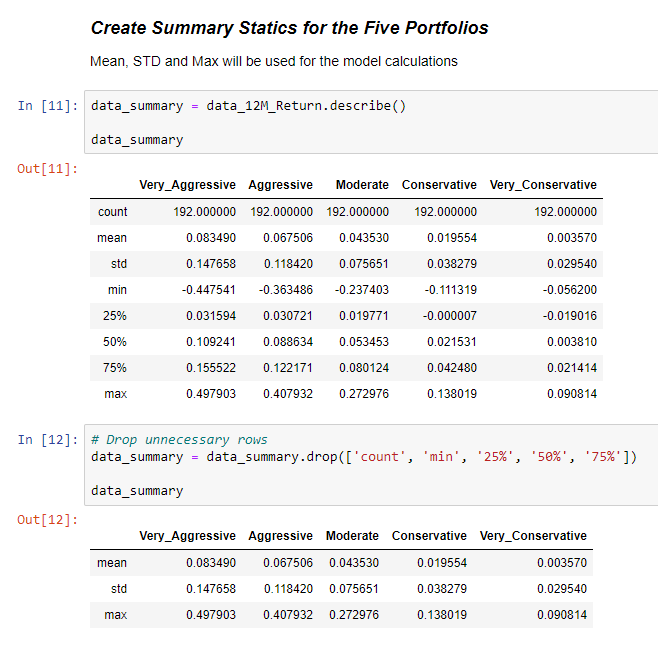 Create Summary Statics for the Five Portfolios
Mean, STD and Max will be used for the model calculations
In [11]: data_summary = data_12M_Return.describe()
data_summary
Out[11]:
Very_Aggressive Aggressive Moderate Conservative Very_Conservative
count 192.000000 192.000000 192.000000 192.000000 192.000000
mean 0.083490 0.067506 0.043530 0.019554 0.003570
std 0.147658 0.118420 0.075651 0.038279 0.029540
min -0.447541 -0.363486 -0.237403 -0.111319 -0.056200
25% 0.031594 0.030721 0.019771 -0.000007 -0.019016
50% 0.109241 0.088634 0.053453 0.021531 0.003810
75% 0.155522 0.122171 0.080124 0.042480 0.021414
max 0.497903 0.407932 0.272976 0.138019 0.090814
In [12]: # Drop unnecessary rows
data_summary = data_summary.drop(['count', 'min', '25%', '50%', '75%'])
data_summary
Out[12]:
Very_Aggressive Aggressive Moderate Conservative Very_Conservative
mean 0.083490 0.067506 0.043530 0.019554 0.003570
std 0.147658 0.118420 0.075651 0.038279 0.029540
max 0.497903 0.407932 0.272976 0.138019 0.090814